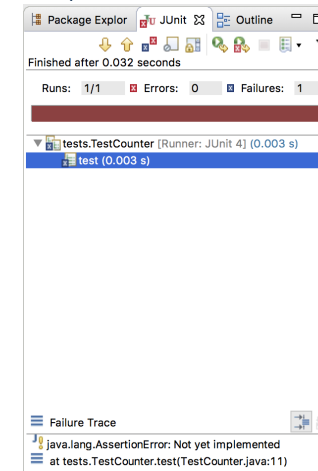 Package Explor JUnit Outline
Finished after 0.032 seconds
Runs: 1/1 Errors: 0 Failures: 1
tests.TestCounter [Runner: JUnit 4] (0.003 s)
test (0.003 s)
Failure Trace
java.lang.AssertionError: Not yet implemented
at tests.TestCounter.test(TestCounter.java:11)